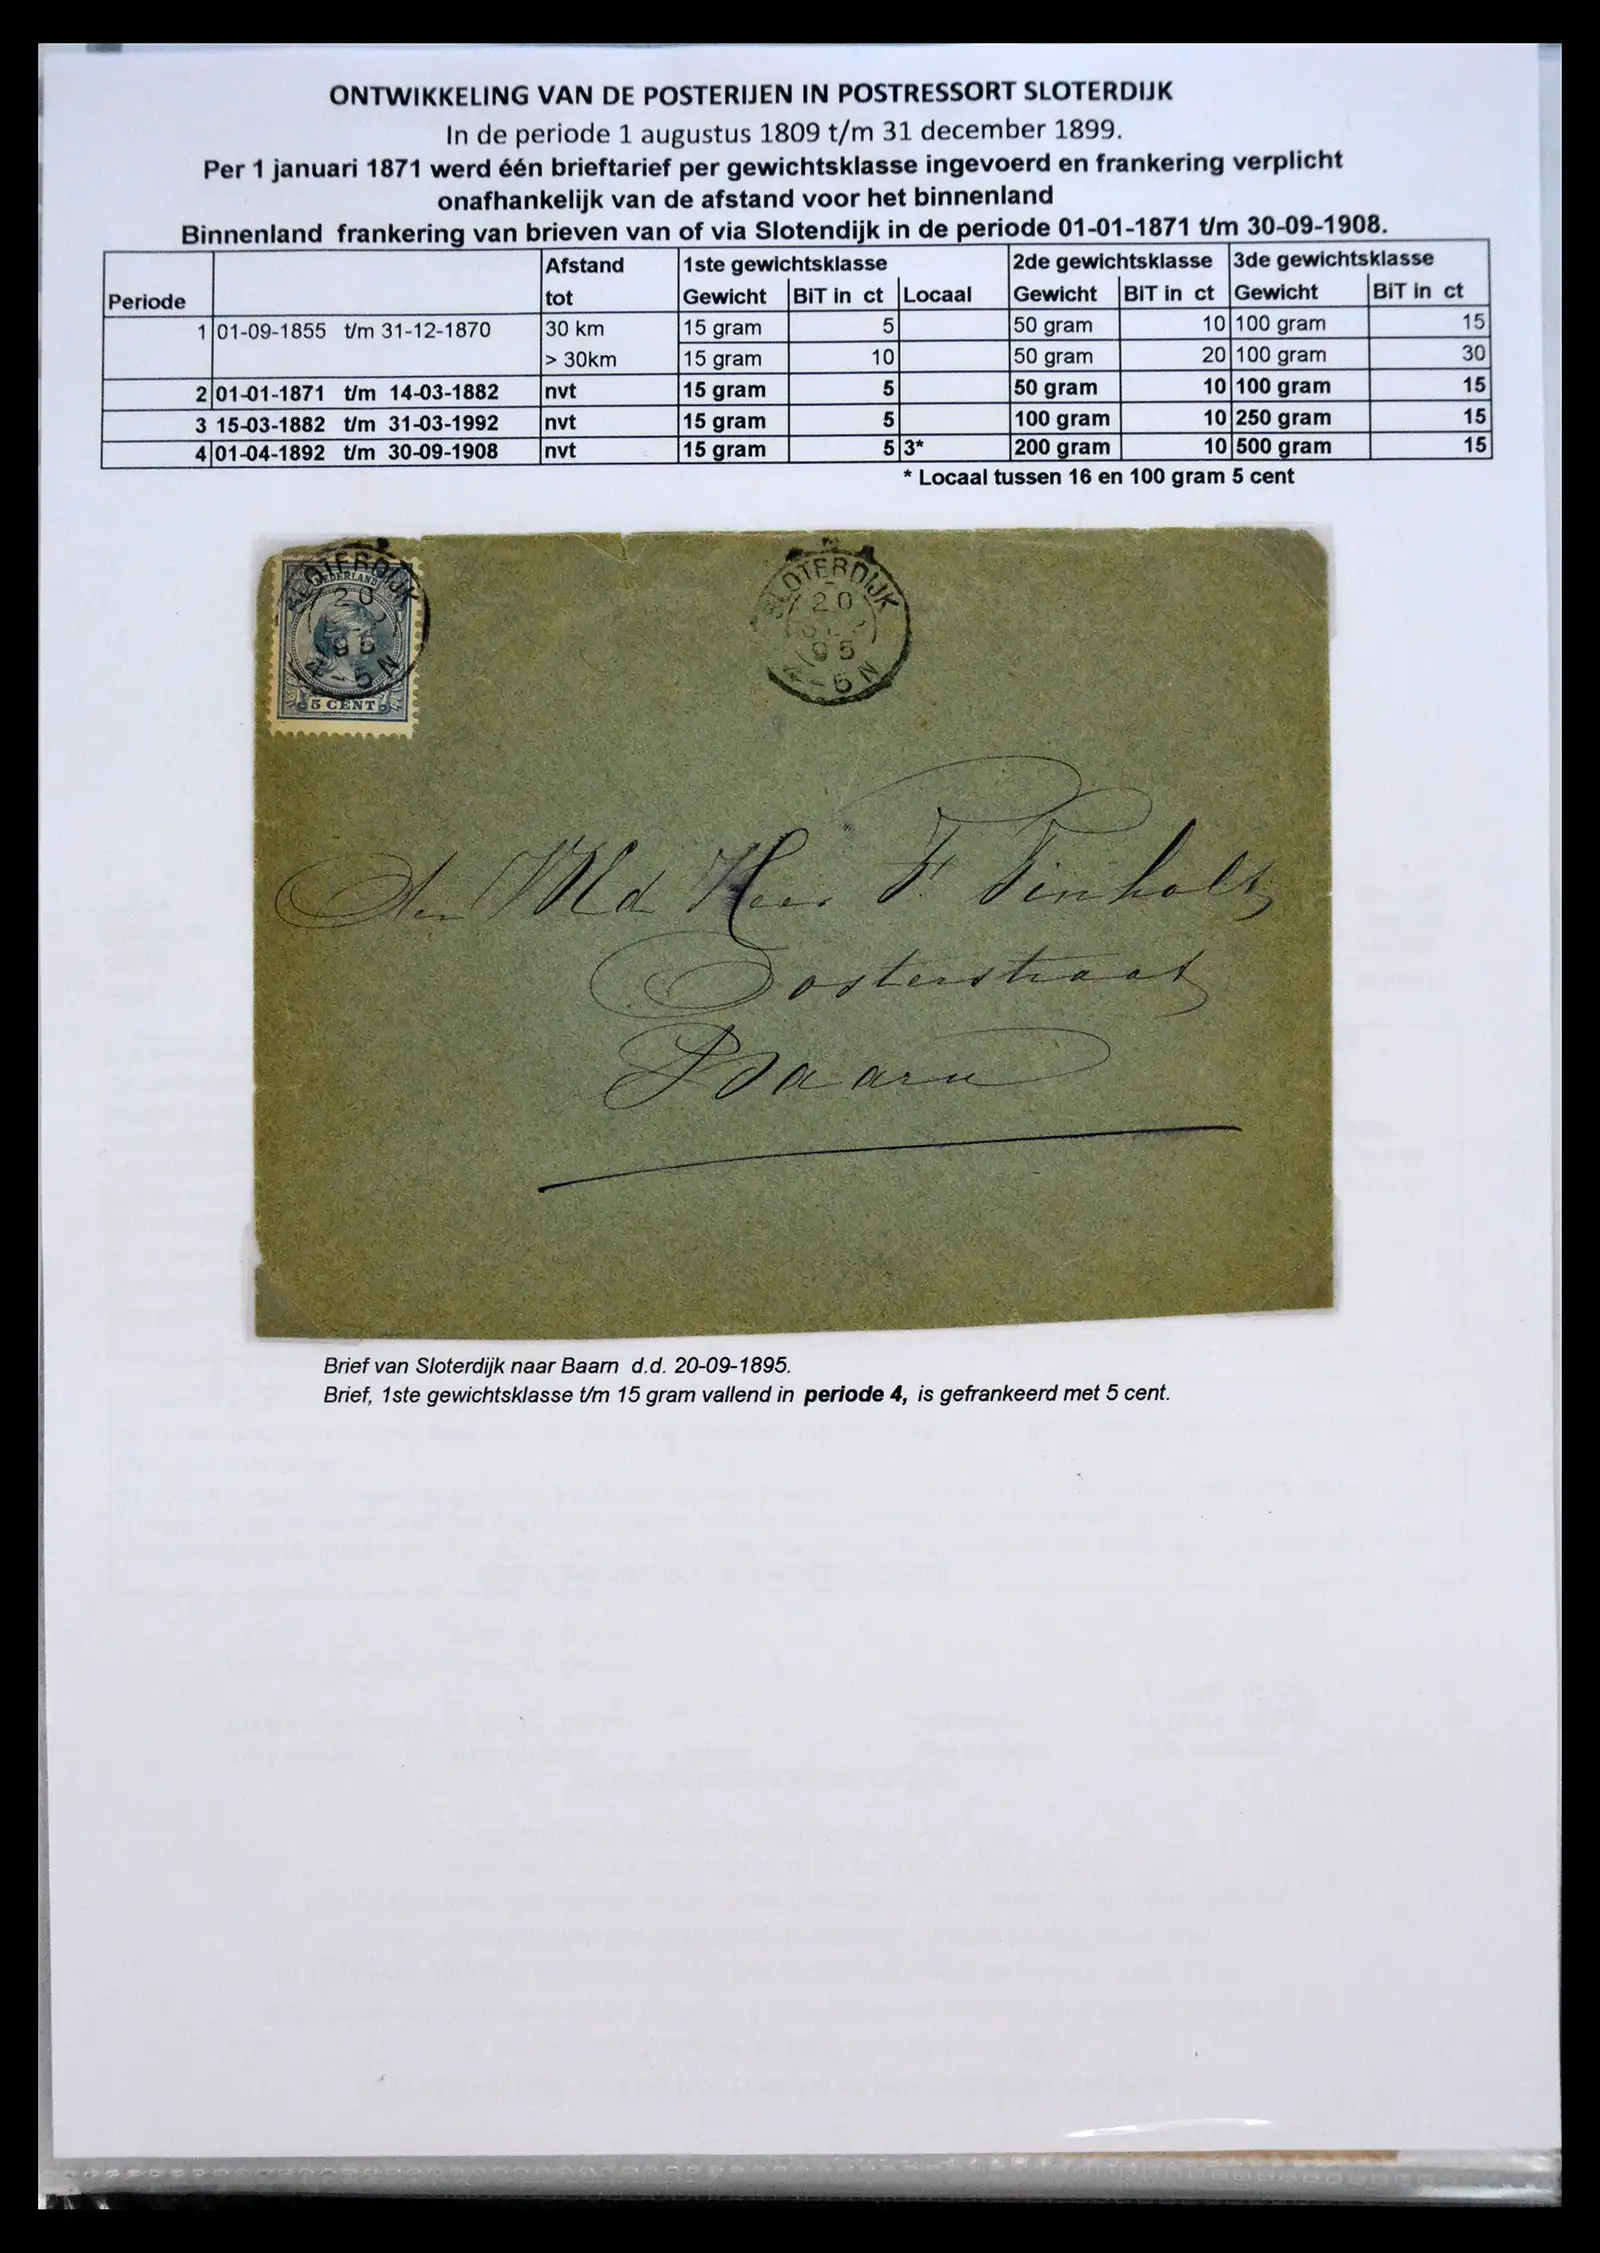 ONTWIKKELING VAN DE POSTERIJEN IN POSTRESSORT SLOTERDIJK
In de periode 1 augustus 1809 t/m 31 december 1899.
Per 1 januari 1871 werd één brieftarief per gewichtsklasse ingevoerd en frankering verplicht
onafhankelijk van de afstand voor het binnenland
Binnenland frankering van brieven van of via Slotendijk in de periode 01-01-1871 t/m 30-09-1908.
Afstand 1ste gewichtsklasse 2de gewichtsklasse 3de gewichtsklasse
Periode tot Gewicht BiT in ct Locaal Gewicht BiT in ct Gewicht BiT in ct
1 01-09-1855 t/m 31-12-1870 30 km 15 gram 5 50 gram 10 100 gram 15
> 30km 15 gram 10 50 gram 20 100 gram 30
2 01-01-1871 t/m 14-03-1882 nvt 15 gram 5 50 gram 10 100 gram 15
3 15-03-1882 t/m 31-03-1992 nvt 15 gram 5 100 gram 10 250 gram 15
4 01-04-1892 t/m 30-09-1908 nvt 15 gram 5 3* 200 gram 10 500 gram 15
* Locaal tussen 16 en 100 gram 5 cent
SLOTERDIJK
NEDERLAND
20
95
4-5N
5 CENT
SLOTERDIJK
20
95
4-5N
Heer F. Pinholt
Oosterstraat
Baarn
Brief van Sloterdijk naar Baarn d.d. 20-09-1895.
Brief, 1ste gewichtsklasse t/m 15 gram vallend in periode 4, is gefrankeerd met 5 cent.